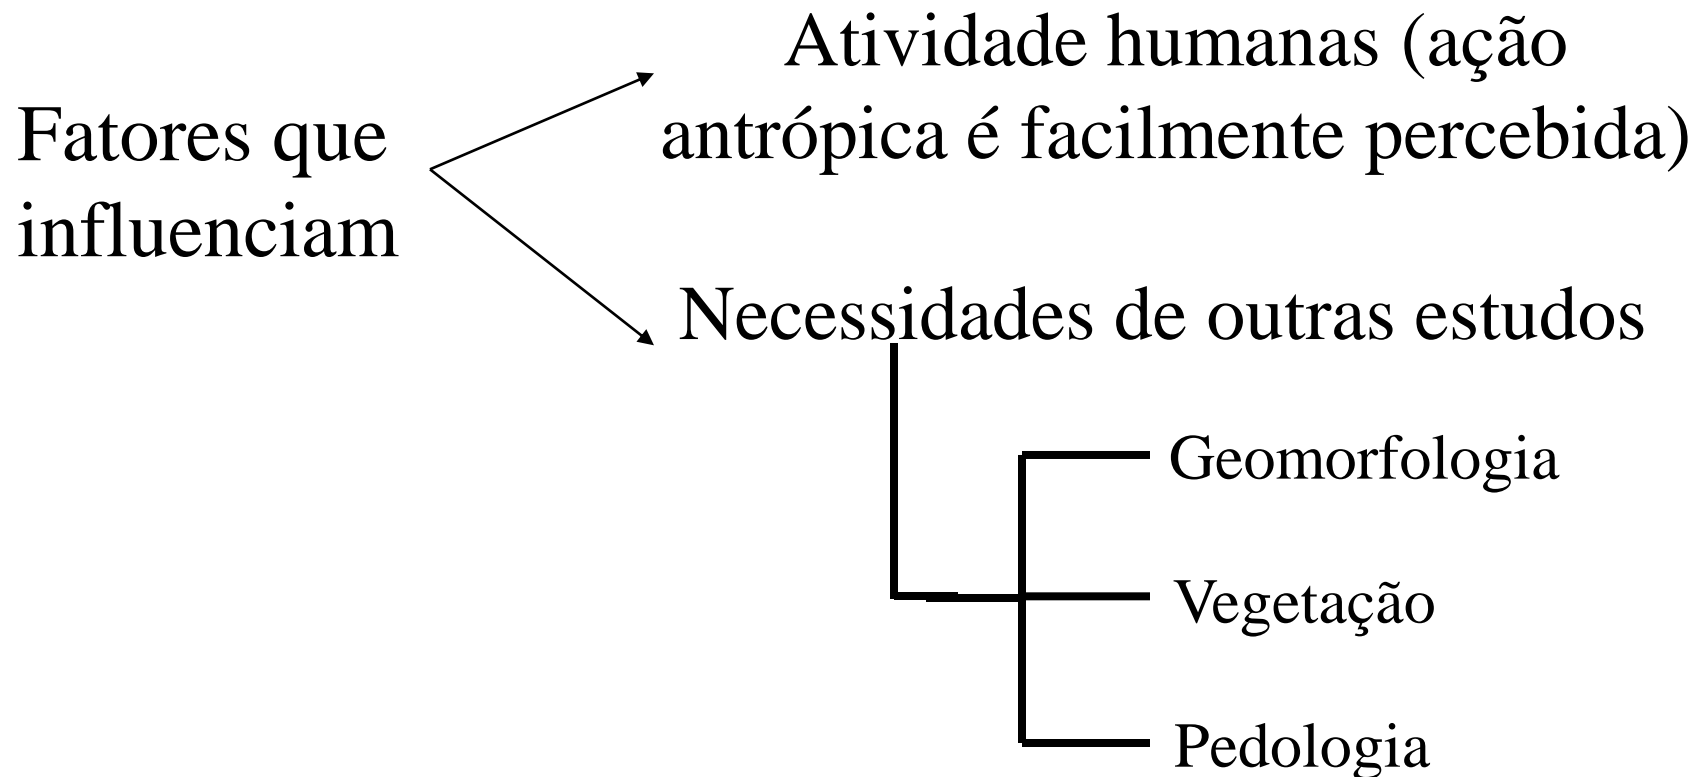 Fatores que
influenciam
Atividade humanas (ação
antrópica é facilmente percebida)
Necessidades de outras estudos
Geomorfologia
Vegetação
Pedologia